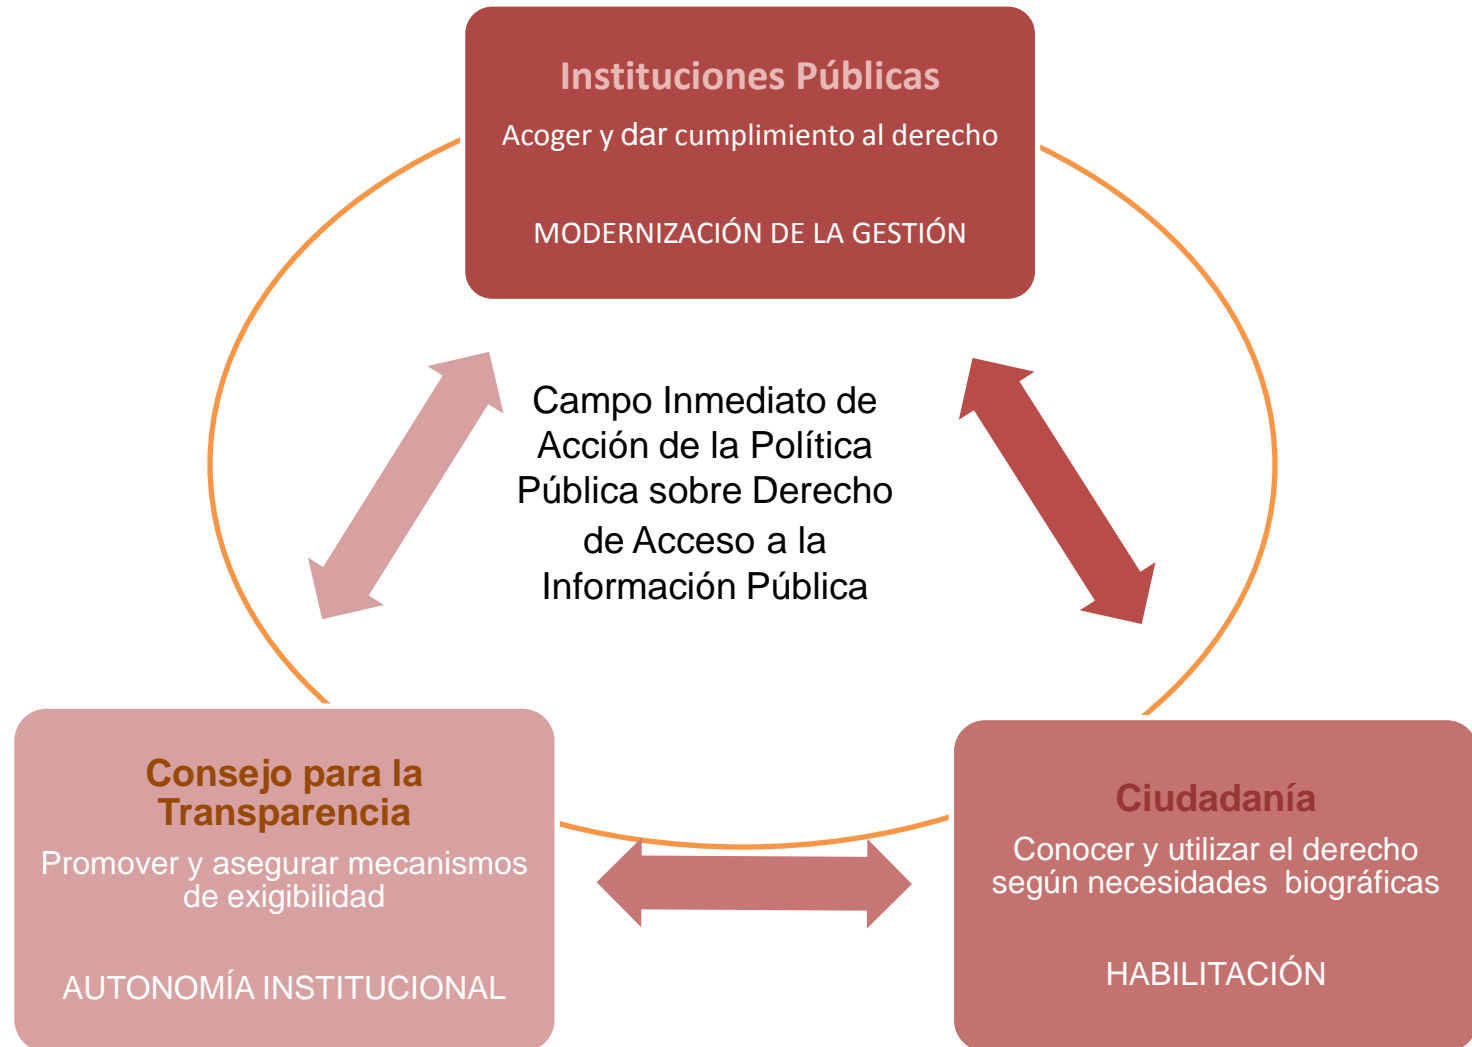 Instituciones Públicas
Acoger y dar cumplimiento al derecho
MODERNIZACIÓN DE LA GESTIÓN
Campo Inmediato de
Acción de la Política
Pública sobre Derecho
de Acceso a la
Información Pública
Consejo para la
Transparencia
Promover y asegurar mecanismos
de exigibilidad
AUTONOMÍA INSTITUCIONAL
Ciudadanía
Conocer y utilizar el derecho
según necesidades  biográficas
HABILITACIÓN